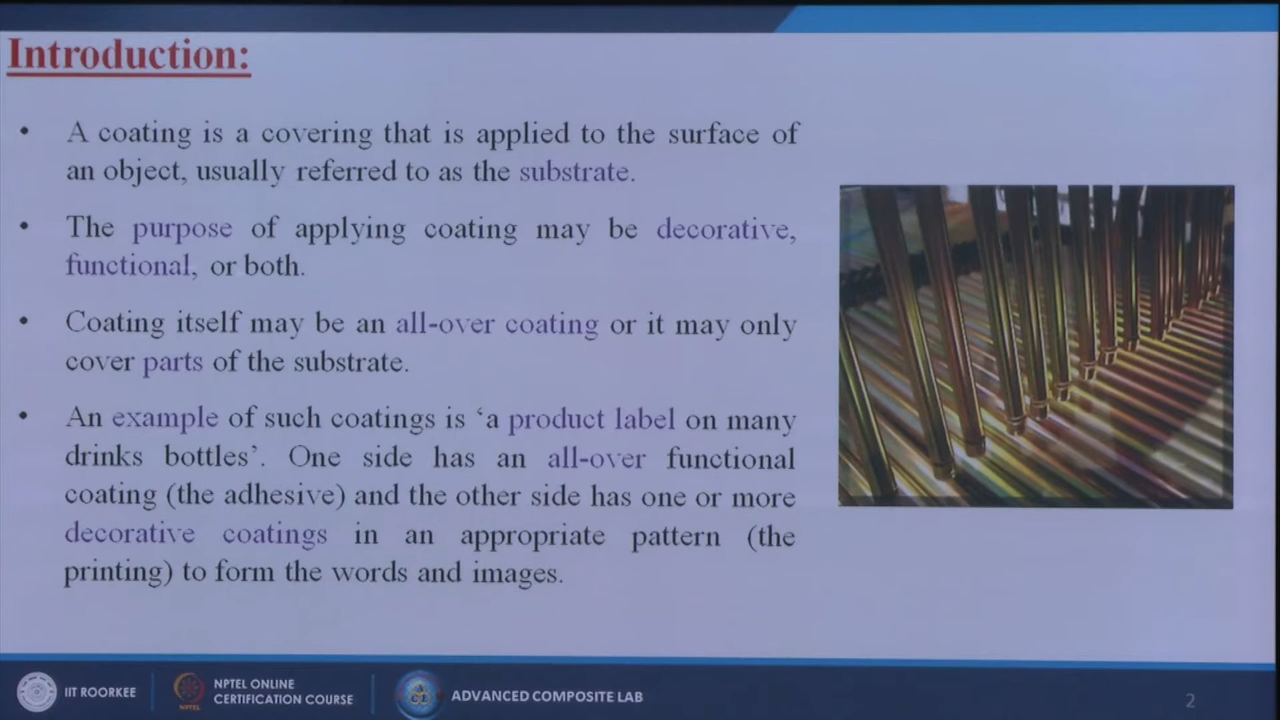 Introduction:
• A coating is a covering that is applied to the surface of
an object, usually referred to as the substrate.
• The purpose of applying coating may be decorative,
functional, or both.
• Coating itself may be an all-over coating or it may only
cover parts of the substrate.
• An example of such coatings is ‘a product label on many
drinks bottles’. One side has an all-over functional
coating (the adhesive) and the other side has one or more
decorative coatings in an appropriate pattern (the
printing) to form the words and images.
IIT ROORKEE
NPTEL
NPTEL ONLINE
CERTIFICATION COURSE
ADVANCED COMPOSITE LAB
2